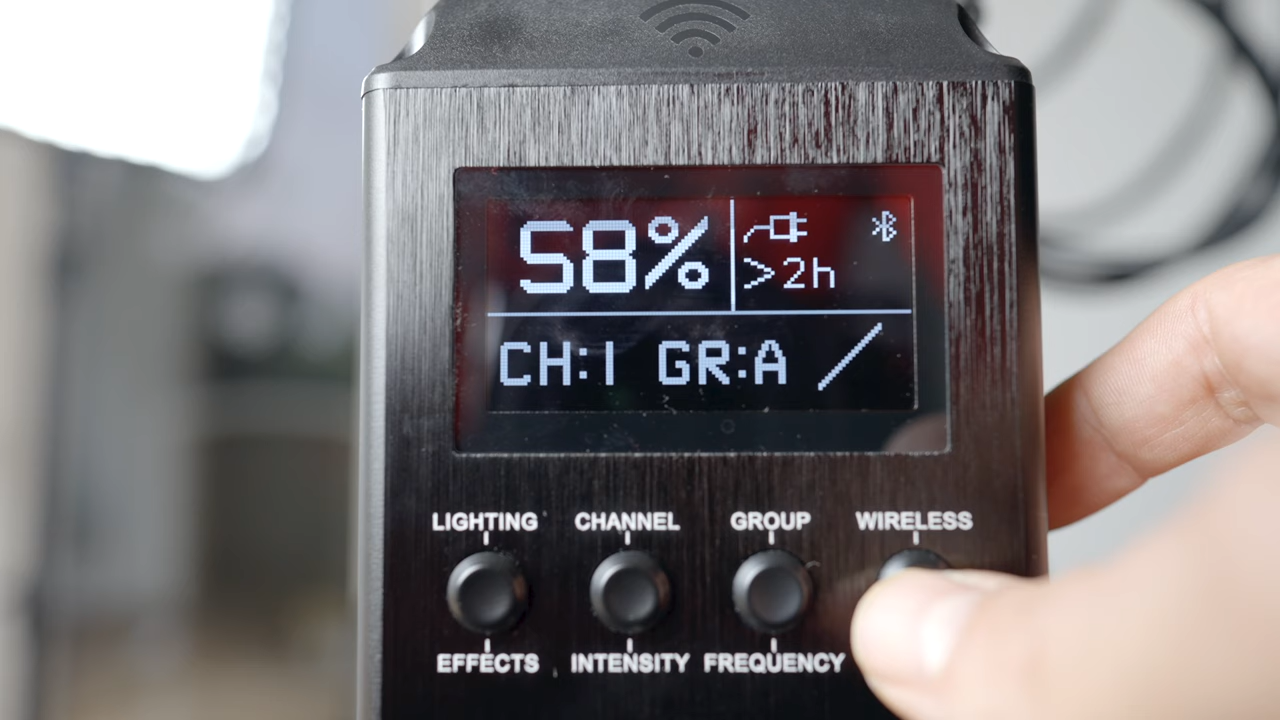 58%
>2h
CH:1 GR:A
LIGHTING CHANNEL GROUP WIRELESS
EFFECTS INTENSITY FREQUENCY